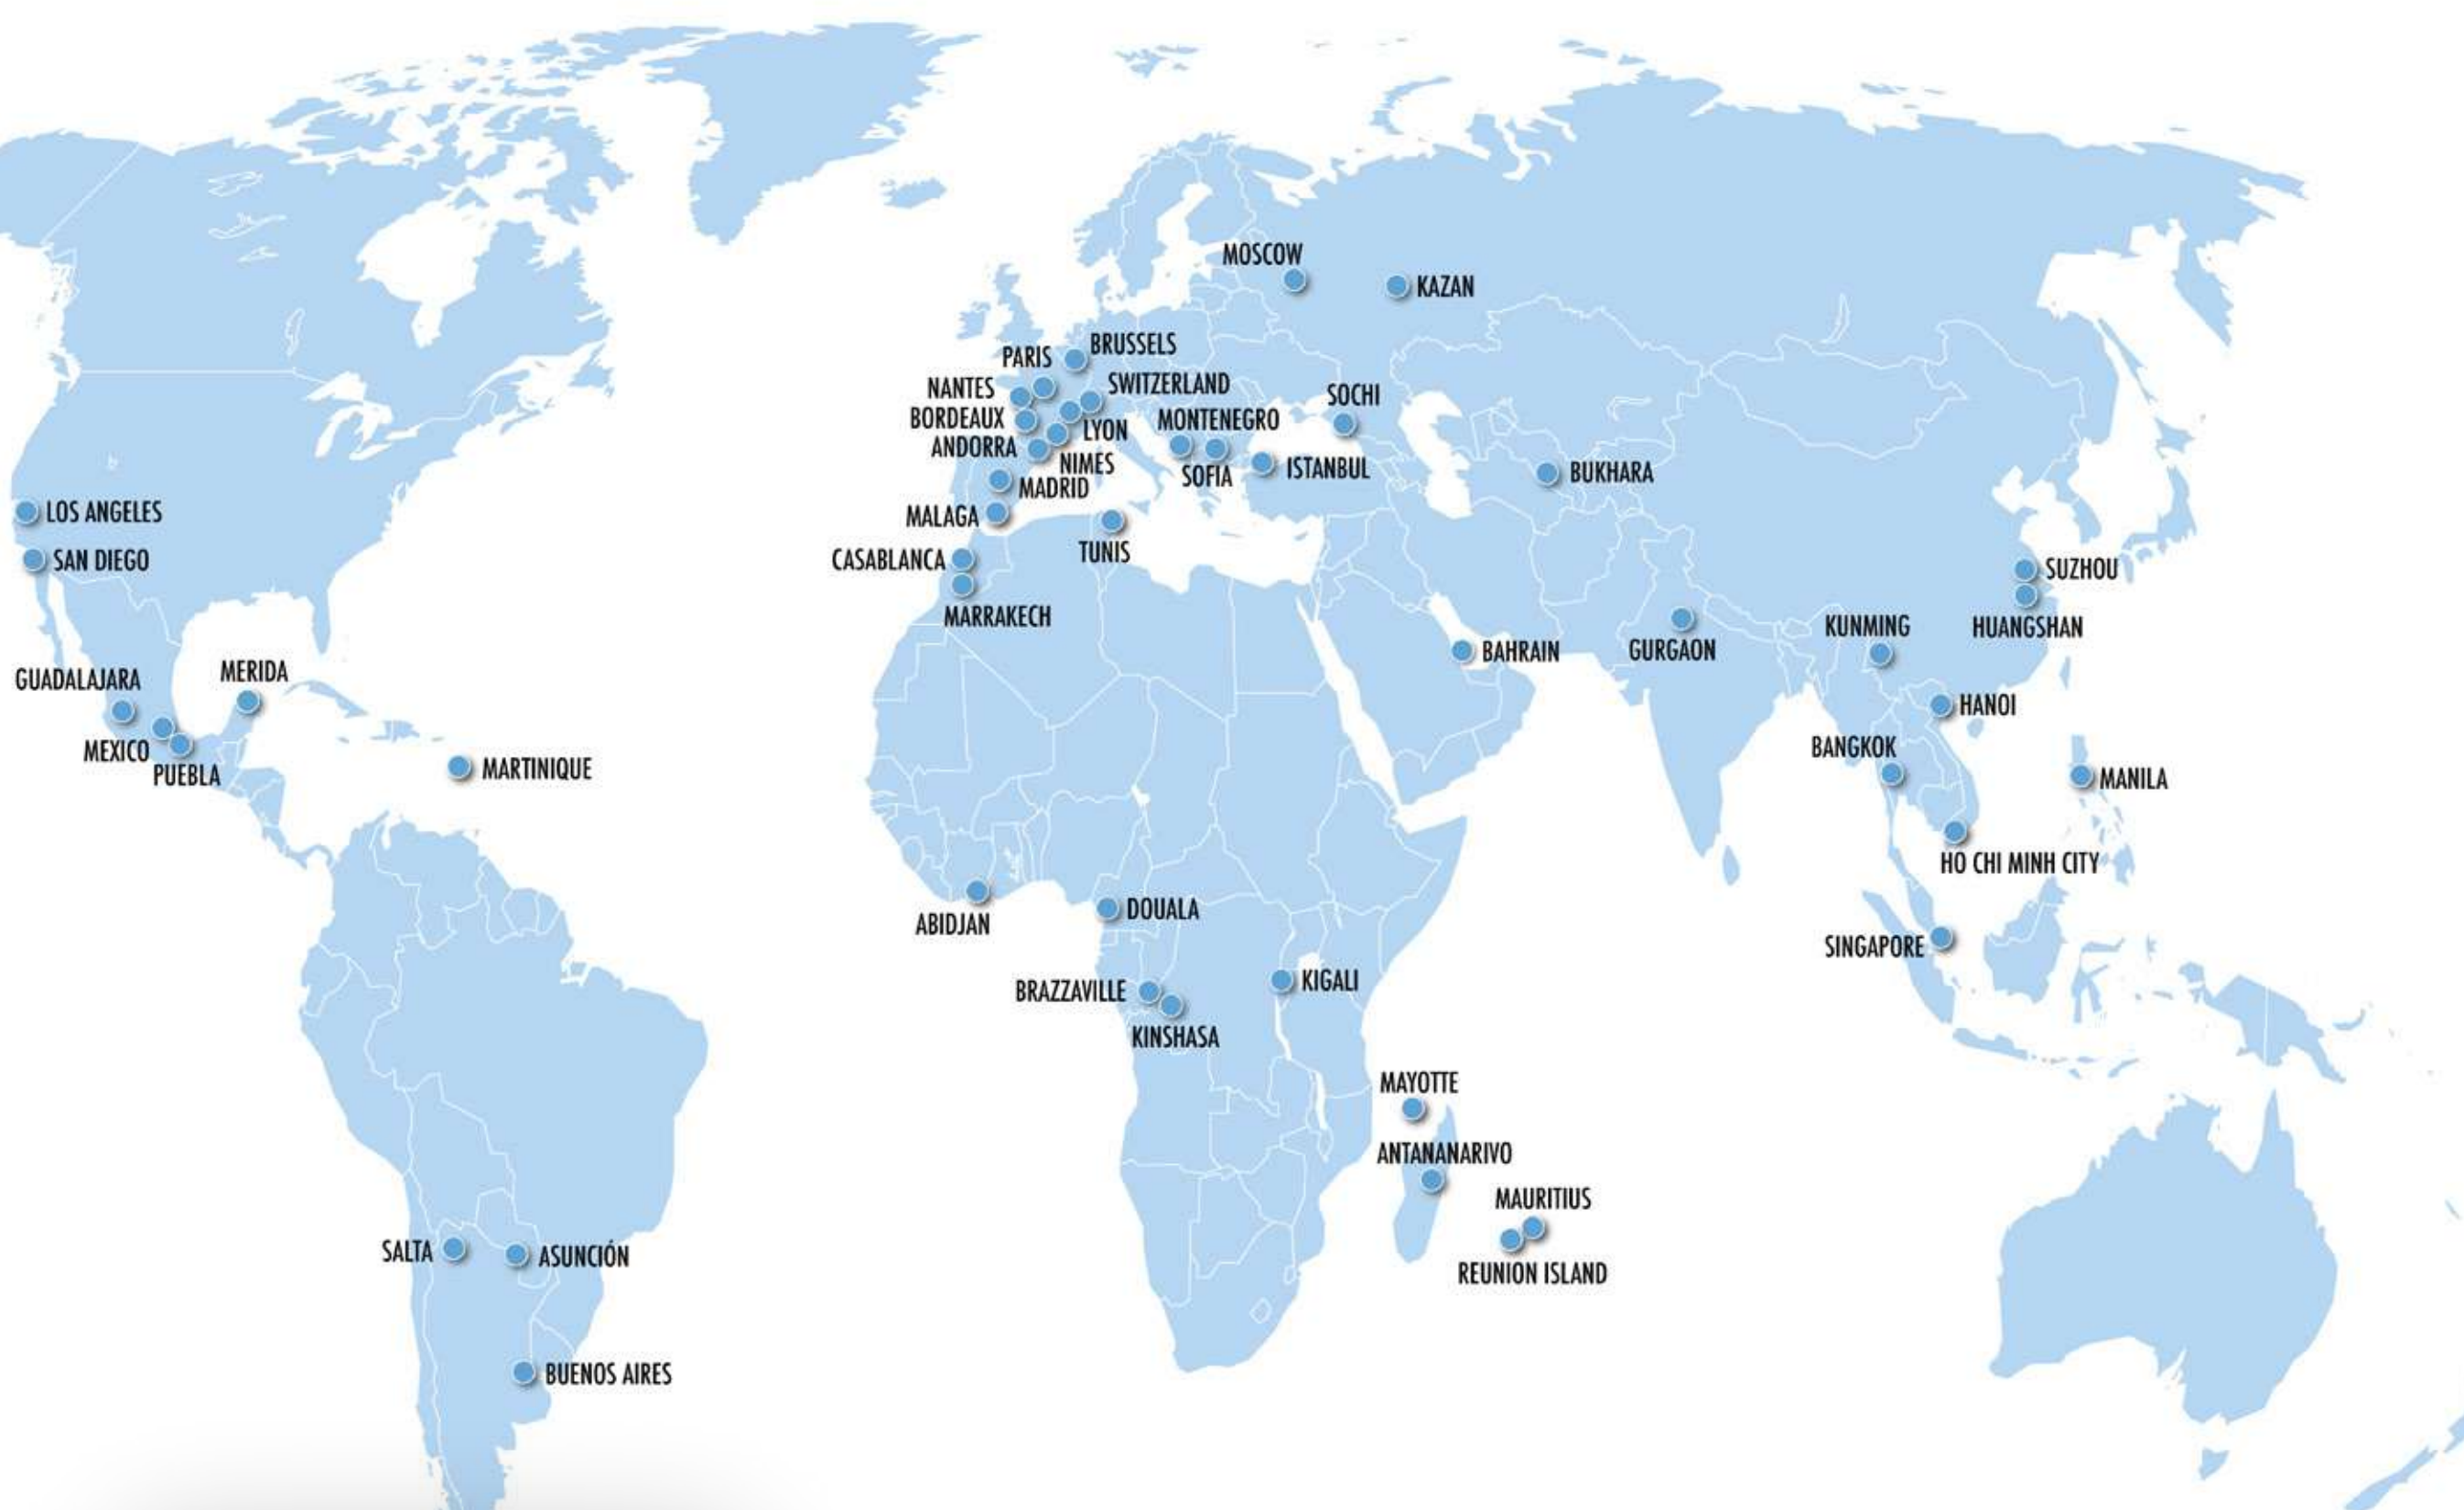 MOSCOW
KAZAN
BRUSSELS
PARIS
NANTES
SWITZERLAND
SOCHI
BORDEAUX
MONTENEGRO
LYON
ANDORRA
NIMES
SOFIA
ISTANBUL
BUKHARA
MADRID
LOS ANGELES
MALAGA
TUNIS
SAN DIEGO
CASABLANCA
SUZHOU
MARRAKECH
KUNMING
HUANGSHAN
BAHRAIN
GURGAON
GUADALAJARA
MERIDA
HANOI
MEXICO
BANGKOK
PUEBLA
MARTINIQUE
MANILA
HO CHI MINH CITY
ABIDJAN
DOUALA
SINGAPORE
BRAZZAVILLE
KIGALI
KINSHASA
MAYOTTE
ANTANANARIVO
MAURITIUS
SALTA
ASUNCIÓN
REUNION ISLAND
BUENOS AIRES